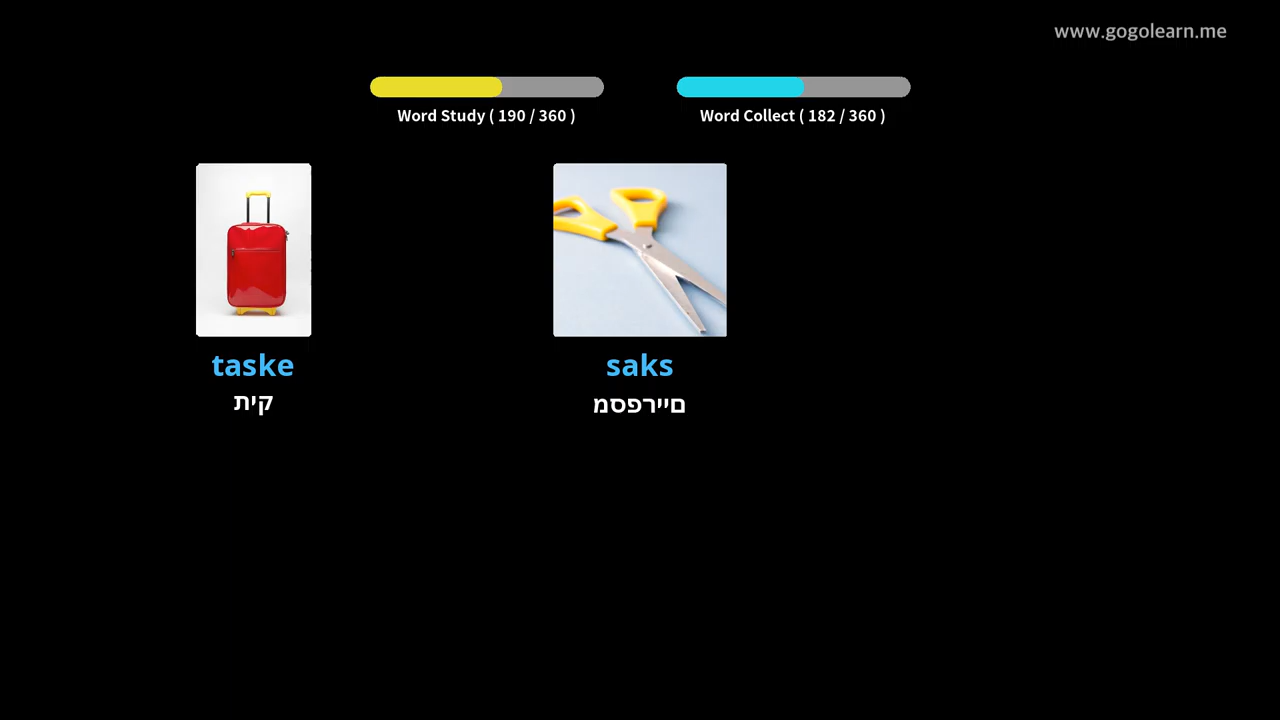 www.gogolearn.me
Word Study ( 190 / 360 )
Word Collect ( 182 / 360 )
taske
קית
saks
םיירפסמ